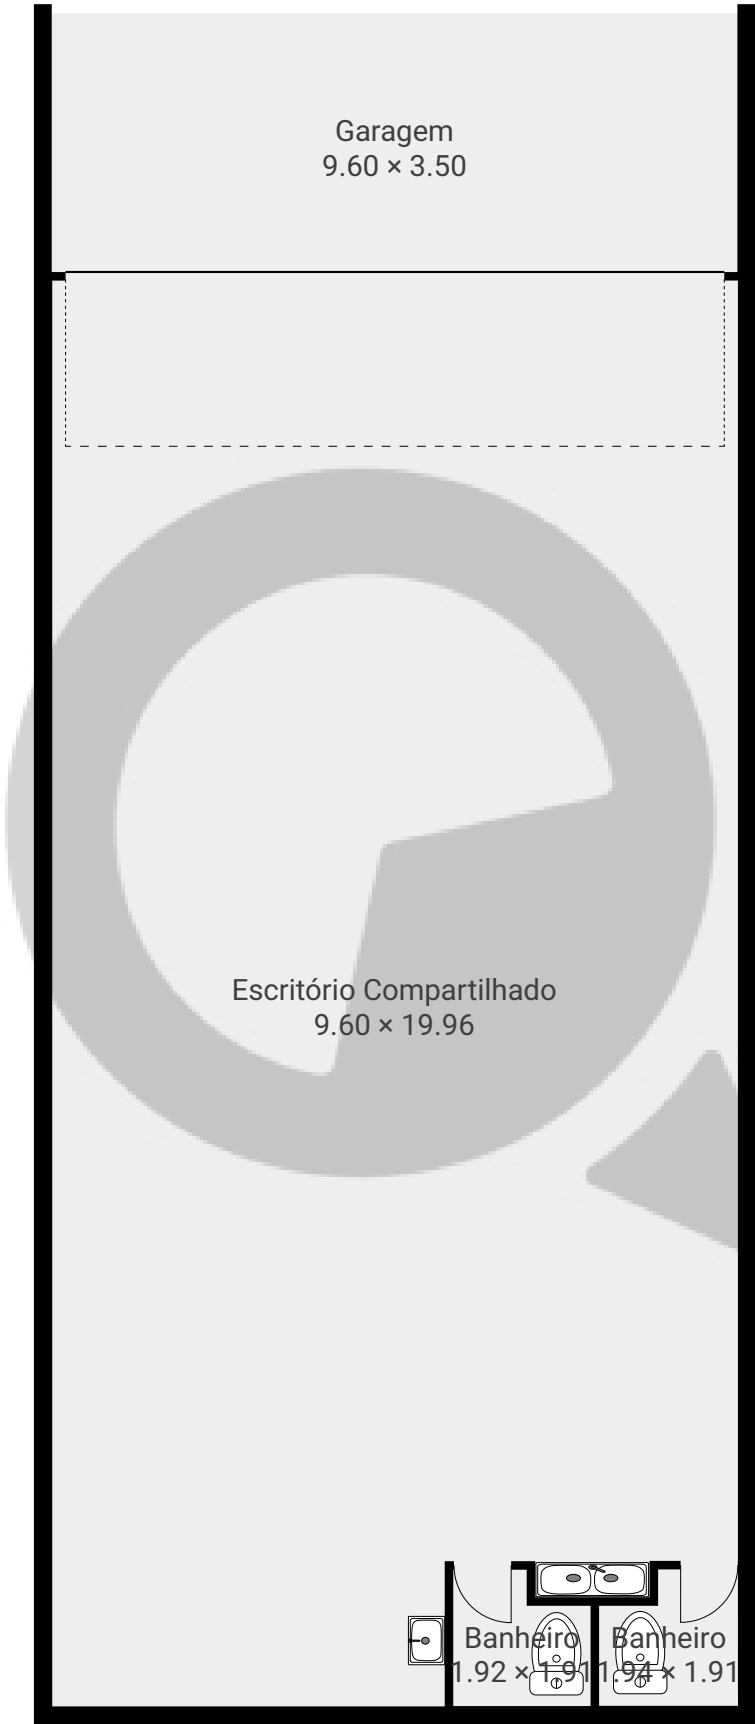 Garagem
9.60 × 3.50
Escritório Compartilhado
9.60 × 19.96
Banheiro
1.92 × 1.91
Banheiro
1.94 × 1.91